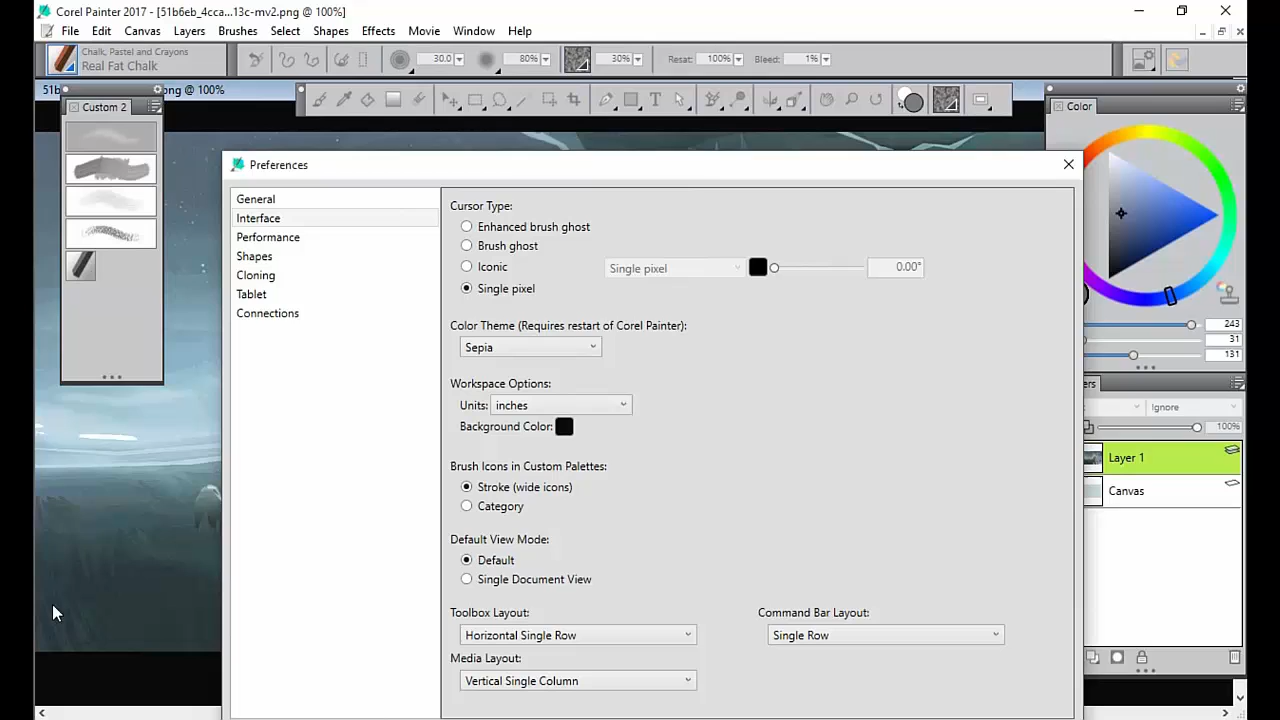 Corel Painter 2017 - [51b6eb_4cca...13c-mv2.png @ 100%]
File Edit Canvas Layers Brushes Select Shapes Effects Movie Window Help
Chalk, Pastel and Crayons
Real Fat Chalk
30.0 80% 30% Resat: 100% Bleed: 1%
51b
png @ 100%
Custom 2
Color
Preferences
General
Interface
Performance
Shapes
Cloning
Tablet
Connections
Cursor Type:
Enhanced brush ghost
Brush ghost
Iconic
Single pixel
0.00°
Single pixel
Color Theme (Requires restart of Corel Painter):
Sepia
Workspace Options:
Units: inches
Background Color:
Brush Icons in Custom Palettes:
Stroke (wide icons)
Category
Default View Mode:
Default
Single Document View
Toolbox Layout:
Horizontal Single Row
Command Bar Layout:
Single Row
Media Layout:
Vertical Single Column
243
31
131
ers
Ignore
100%
Layer 1
Canvas